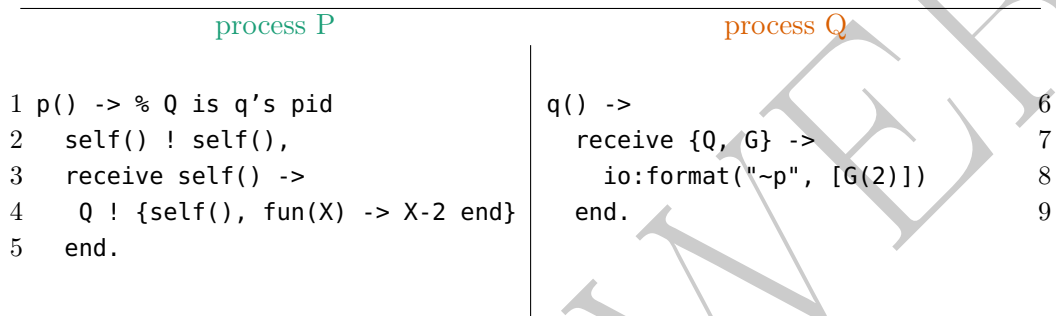 process P
process Q
1 p() -> % Q is q's pid
2 self() ! self(),
3 receive self() ->
4 Q ! {self(), fun(X) -> X-2 end}
5 end.
q() -> 6
receive {Q, G} -> 7
io:format("~p", [G(2)]) 8
end. 9